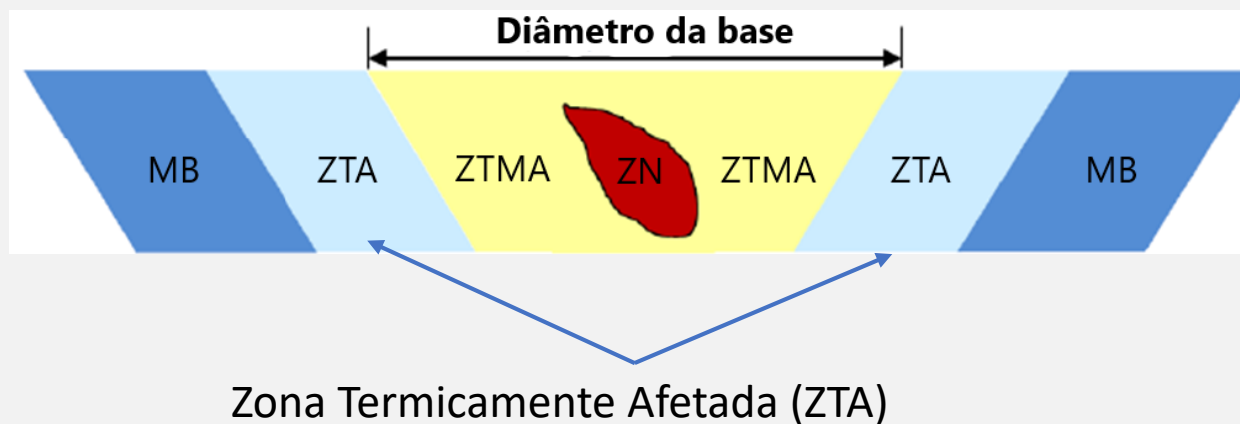 Diâmetro da base
MB ZTA ZTMA ZN ZTMA ZTA MB
Zona Termicamente Afetada (ZTA)